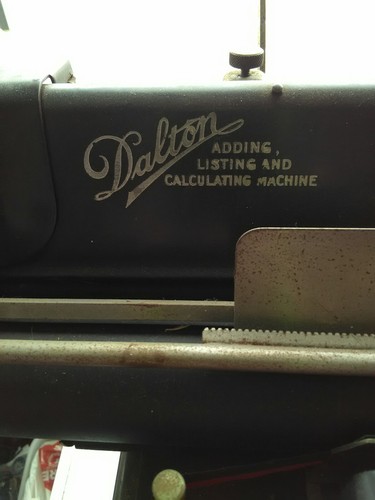 Dalton
ADDING,
LISTING AND
CALCULATING MACHINE